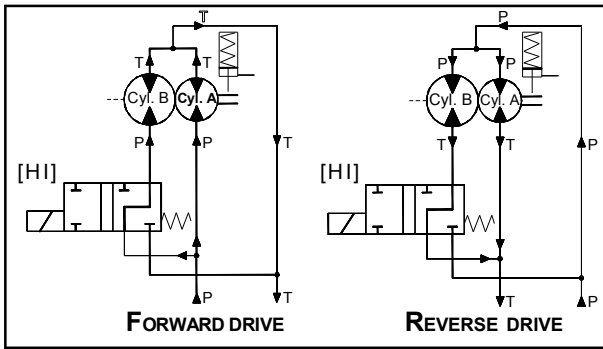 T
P
T T
P P
Cyl. B Cyl. A
Cyl. B Cyl. A
P P
T
T T
P
[HI]
[HI]
P T
T P
FORWARD DRIVE
REVERSE DRIVE